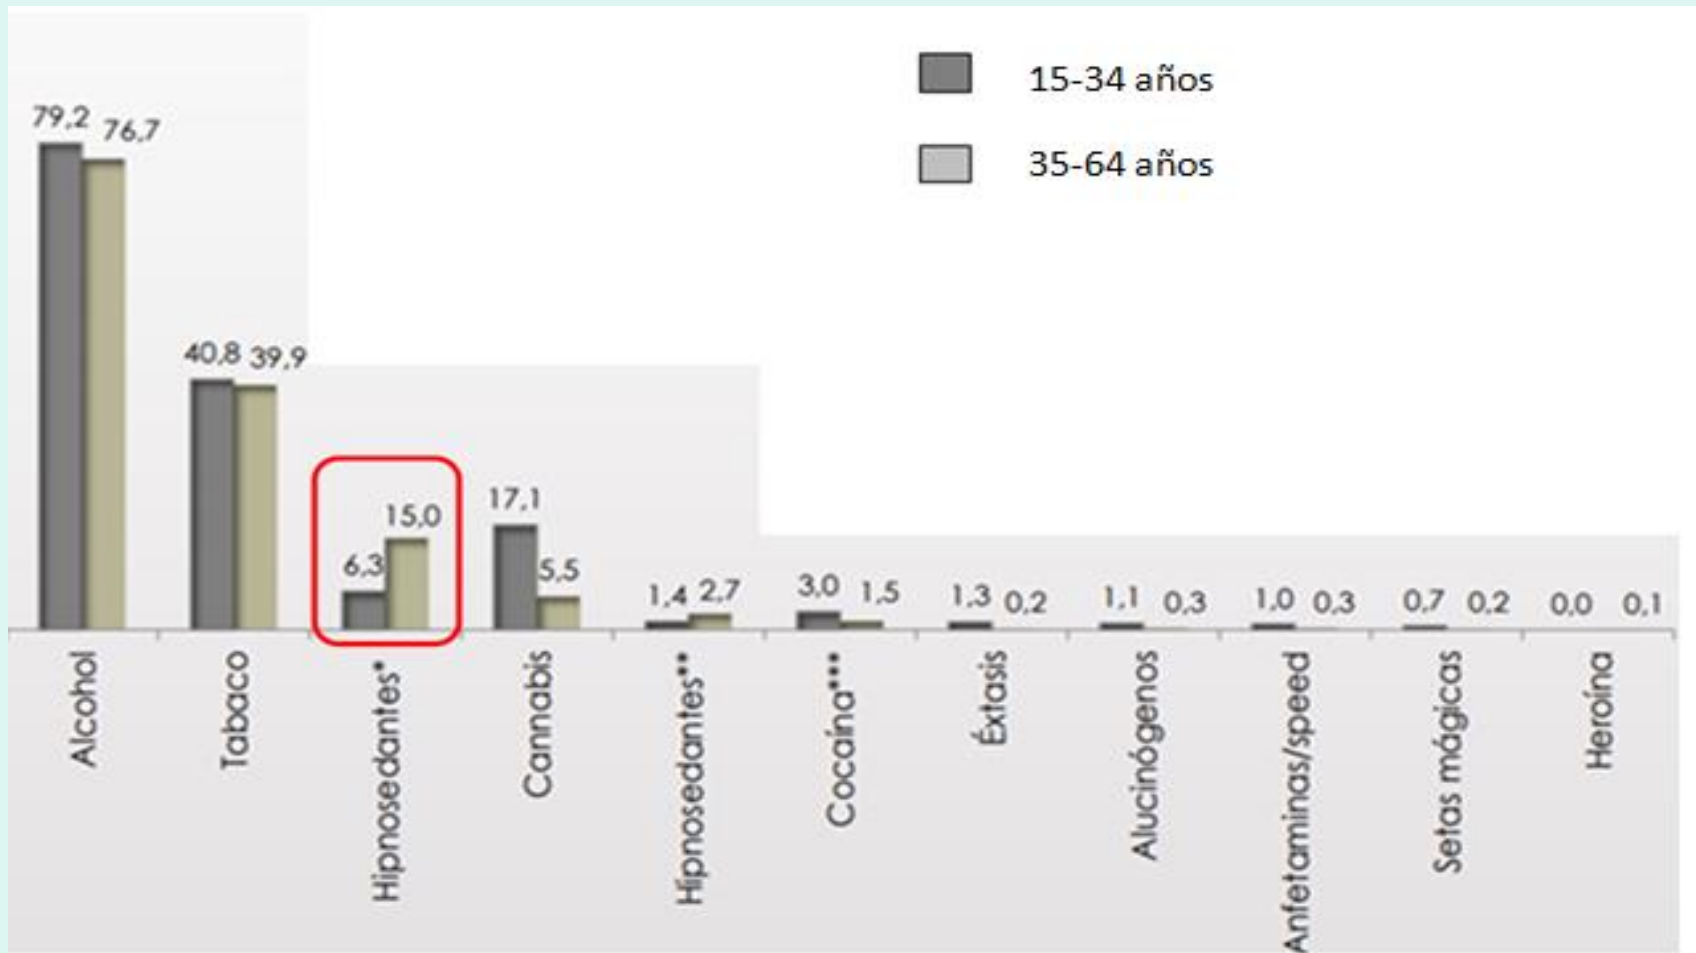 15-34 años
35-64 años
79,2 76,7
40,8 39,9
6,3 15,0
17,1 5,5
1,4 2,7
3,0 1,5
1,3 0,2
1,1 0,3
1,0 0,3
0,7 0,2
0,0 0,1
Alcohol
Tabaco
Hipnosedantes*
Cannabis
Hipnosedantes**
Cocaína***
Éxtasis
Alucinógenos
Anfetaminas/speed
Setas mágicas
Heroína